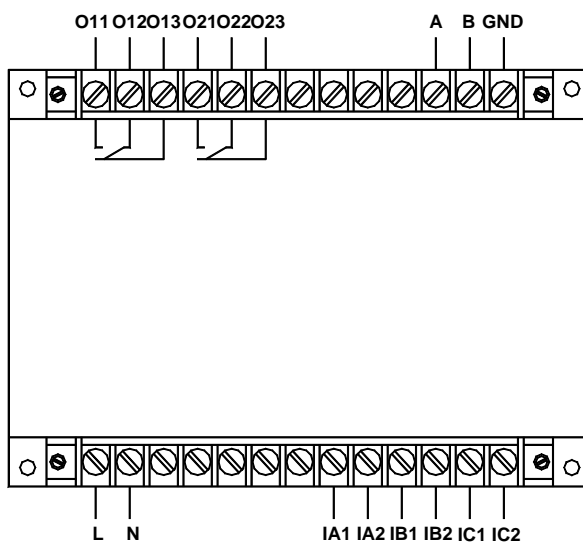 O11 O12 O13 O21 O22 O23 A B GND
L N IA1 IA2 IB1 IB2 IC1 IC2